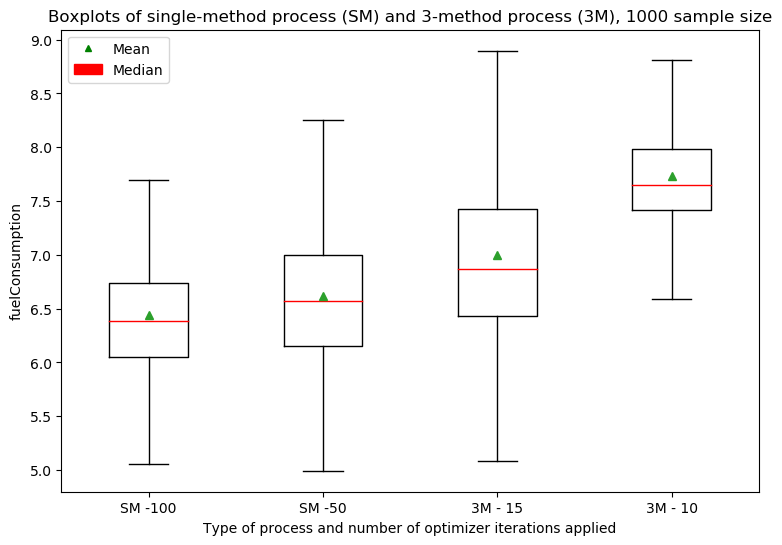 Boxplots of single-method process (SM) and 3-method process (3M), 1000 sample size
Mean
Median
fuelConsumption
9.0
8.5
8.0
7.5
7.0
6.5
6.0
5.5
5.0
SM -100
SM -50
3M - 15
3M - 10
Type of process and number of optimizer iterations applied